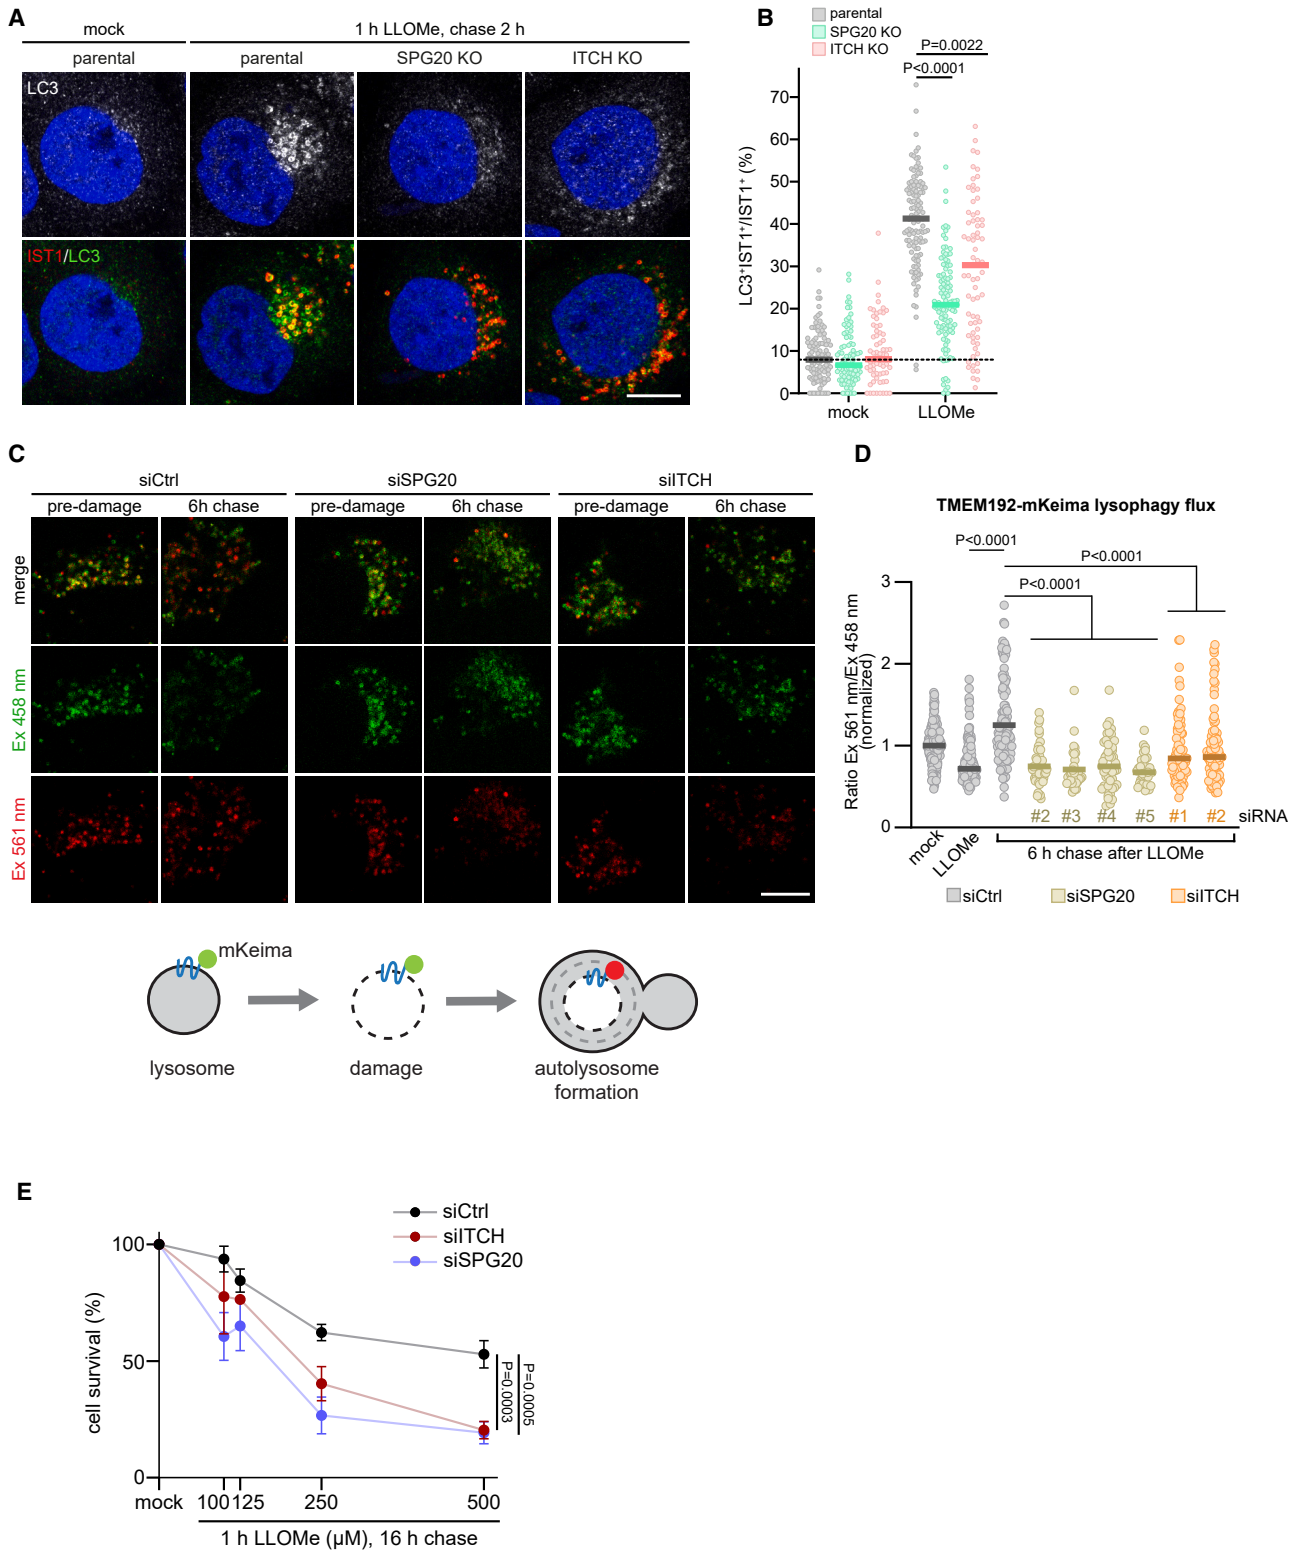 A
mock
1 h LLOMe, chase 2 h
parental
parental
SPG20 KO
ITCH KO
LC3
IST1/LC3
B
parental
SPG20 KO
ITCH KO
P=0.0022
P<0.0001
LC3⁺IST1⁺/IST1⁺ (%)
70
60
50
40
30
20
10
0
mock
LLOMe
C
siCtrl
siSPG20
siITCH
pre-damage
6h chase
pre-damage
6h chase
pre-damage
6h chase
merge
Ex 458 nm
Ex 561 nm
mKeima
lysosome
damage
autolysosome
formation
D
TMEM192-mKeima lysophagy flux
P<0.0001
P<0.0001
P<0.0001
Ratio Ex 561 nm/Ex 458 nm
(normalized)
3
2
1
0
#2 #3 #4 #5 #1 #2 siRNA
mock
LLOMe
6 h chase after LLOMe
siCtrl
siSPG20
siITCH
E
siCtrl
siITCH
siSPG20
cell survival (%)
100
50
0
P=0.0003
P=0.0005
mock 100 125 250 500
1 h LLOMe (µM), 16 h chase